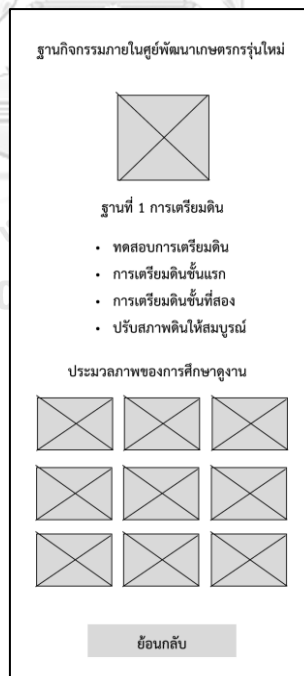 ฐานกิจกรรมภายในศูย์พัฒนาเกษตรกรรุ่นใหม่
ฐานที่ 1 การเตรียมดิน
• ทดสอบการเตรียมดิน
• การเตรียมดินชั้นแรก
• การเตรียมดินชั้นที่สอง
• ปรับสภาพดินให้สมบูรณ์
ประมวลภาพของการศึกษาดูงาน
ย้อนกลับ